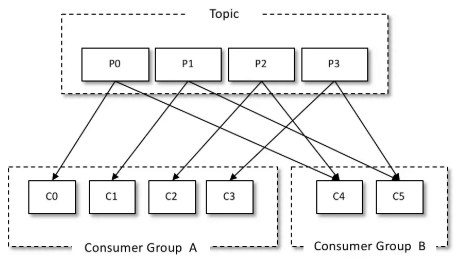 Topic
P0 P1 P2 P3
C0 C1 C2 C3 C4 C5
Consumer Group A Consumer Group B